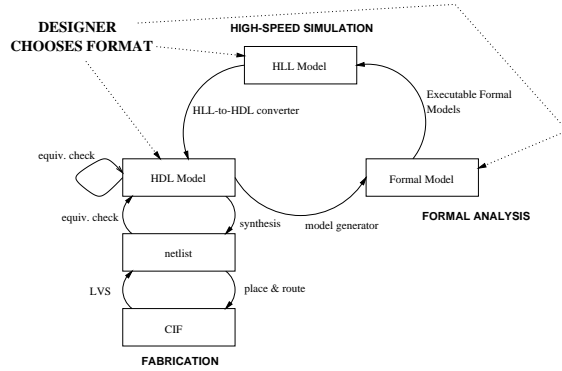 DESIGNER
CHOOSES FORMAT
HIGH-SPEED SIMULATION
HLL Model
HLL-to-HDL converter
Executable Formal
Models
equiv. check
HDL Model
Formal Model
equiv. check
synthesis
model generator
FORMAL ANALYSIS
netlist
LVS
place & route
CIF
FABRICATION